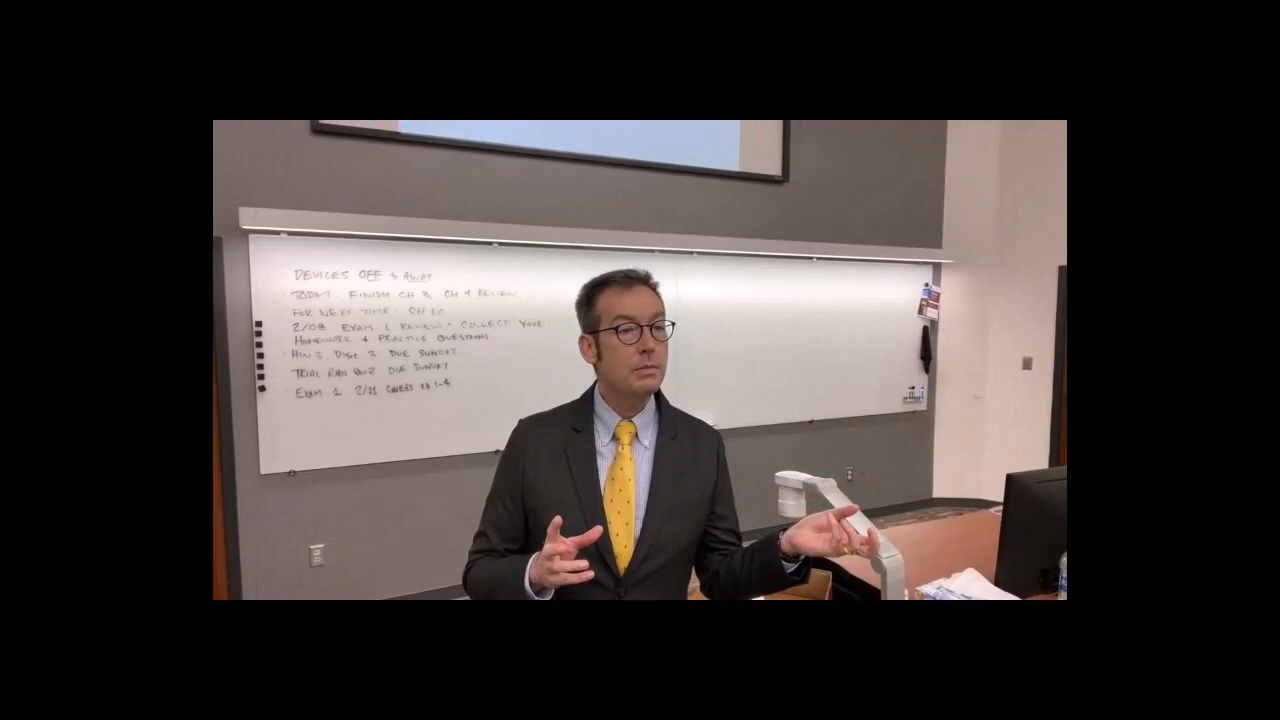 - DEVICES OFF & AWAY
- TODAY: FINISH CH 3, CH 4 REVIEW
FOR NEXT TIME: CH 10
2/08 EXAM 1 REVIEW - COLLECT YOUR
HOMEWORK & PRACTICE QUESTIONS
- HW 3, DISC 3 DUE SUNDAY
TRIAL RUN QUIZ DUE SUNDAY
- EXAM 1 2/11 COVERS CH 1-4